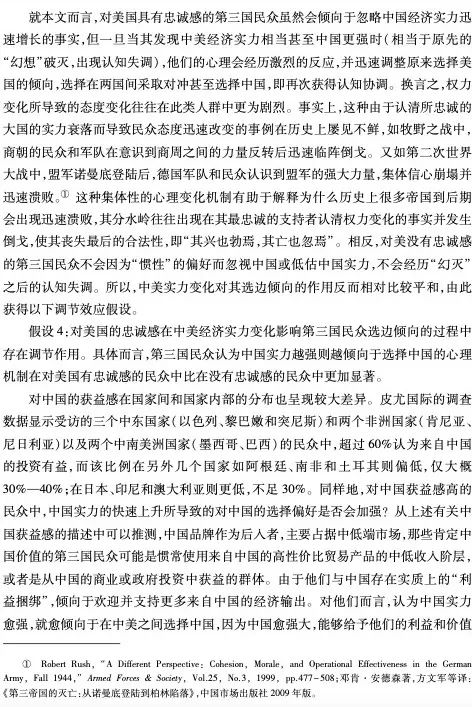 就本文而言,对美国具有忠诚感的第三国民众虽然会倾向于忽略中国经济实力迅
速增长的事实,但一旦当其发现中美经济实力相当甚至中国更强时(相当于原先的
“幻想”破灭,出现认知失调),他们的心理会经历激烈的反应,并迅速调整原来选择美
国的倾向,选择在两国间采取对冲甚至选择中国,即再次获得认知协调。换言之,权力
变化所导致的态度变化往往在此类人群中更为剧烈。事实上,这种由于认清所忠诚的
大国的实力衰落而导致民众态度迅速改变的事例在历史上屡见不鲜,如牧野之战中,
商朝的民众和军队在意识到商周之间的力量反转后迅速临阵倒戈。又如第二次世界
大战中,盟军诺曼底登陆后,德国军队和民众认识到盟军的强大力量,集体信心崩塌并
迅速溃败。① 这种集体性的心理变化机制有助于解释为什么历史上很多帝国到后期
会出现迅速溃败,其分水岭往往出现在其最忠诚的支持者认清权力变化的事实并发生
倒戈,使其丧失最后的合法性,即“其兴也勃焉,其亡也忽焉”。相反,对美没有忠诚感
的第三国民众不会因为“惯性”的偏好而忽视中国或低估中国实力,不会经历“幻灭”
之后的认知失调。所以,中美实力变化对其选边倾向的作用反而相对比较平和,由此
获得以下调节效应假设。
假设 4:对美国的忠诚感在中美经济实力变化影响第三国民众选边倾向的过程中
存在调节作用。具体而言,第三国民众认为中国实力越强则越倾向于选择中国的心理
机制在对美国有忠诚感的民众中比在没有忠诚感的民众中更加显著。
对中国的获益感在国家间和国家内部的分布也呈现较大差异。皮尤国际的调查
数据显示受访的三个中东国家(以色列、黎巴嫩和突尼斯)和两个非洲国家(肯尼亚、
尼日利亚)以及两个中南美洲国家(墨西哥、巴西)的民众中,超过 60%认为来自中国
的投资有益,而该比例在另外几个国家如阿根廷、南非和土耳其则偏低,仅大概
30%—40%;在日本、印尼和澳大利亚则更低,不足 30%。同样地,对中国获益感高的
民众中,中国实力的快速上升所导致的对中国的选择偏好是否会加强? 从上述有关中
国获益感的描述中可以推测,中国品牌作为后入者,主要占据中低端市场,那些肯定中
国价值的第三国民众可能是惯常使用来自中国的高性价比贸易产品的中低收入阶层,
或者是从中国的商业或政府投资中获益的群体。由于他们与中国存在实质上的“利
益捆绑”,倾向于欢迎并支持更多来自中国的经济输出。对他们而言,认为中国实力
愈强,就愈倾向于在中美之间选择中国,因为中国愈强大,能够给予他们的利益和价值
① Robert Rush, “A Different Perspective: Cohesion, Morale, and Operational Effectiveness in the German
Army, Fall 1944,” Armed Forces & Society, Vol.25, No.3, 1999, pp.477-508;邓肯·安德森著,方文军等译:
《第三帝国的灭亡:从诺曼底登陆到柏林陷落》,中国市场出版社 2009 年版。